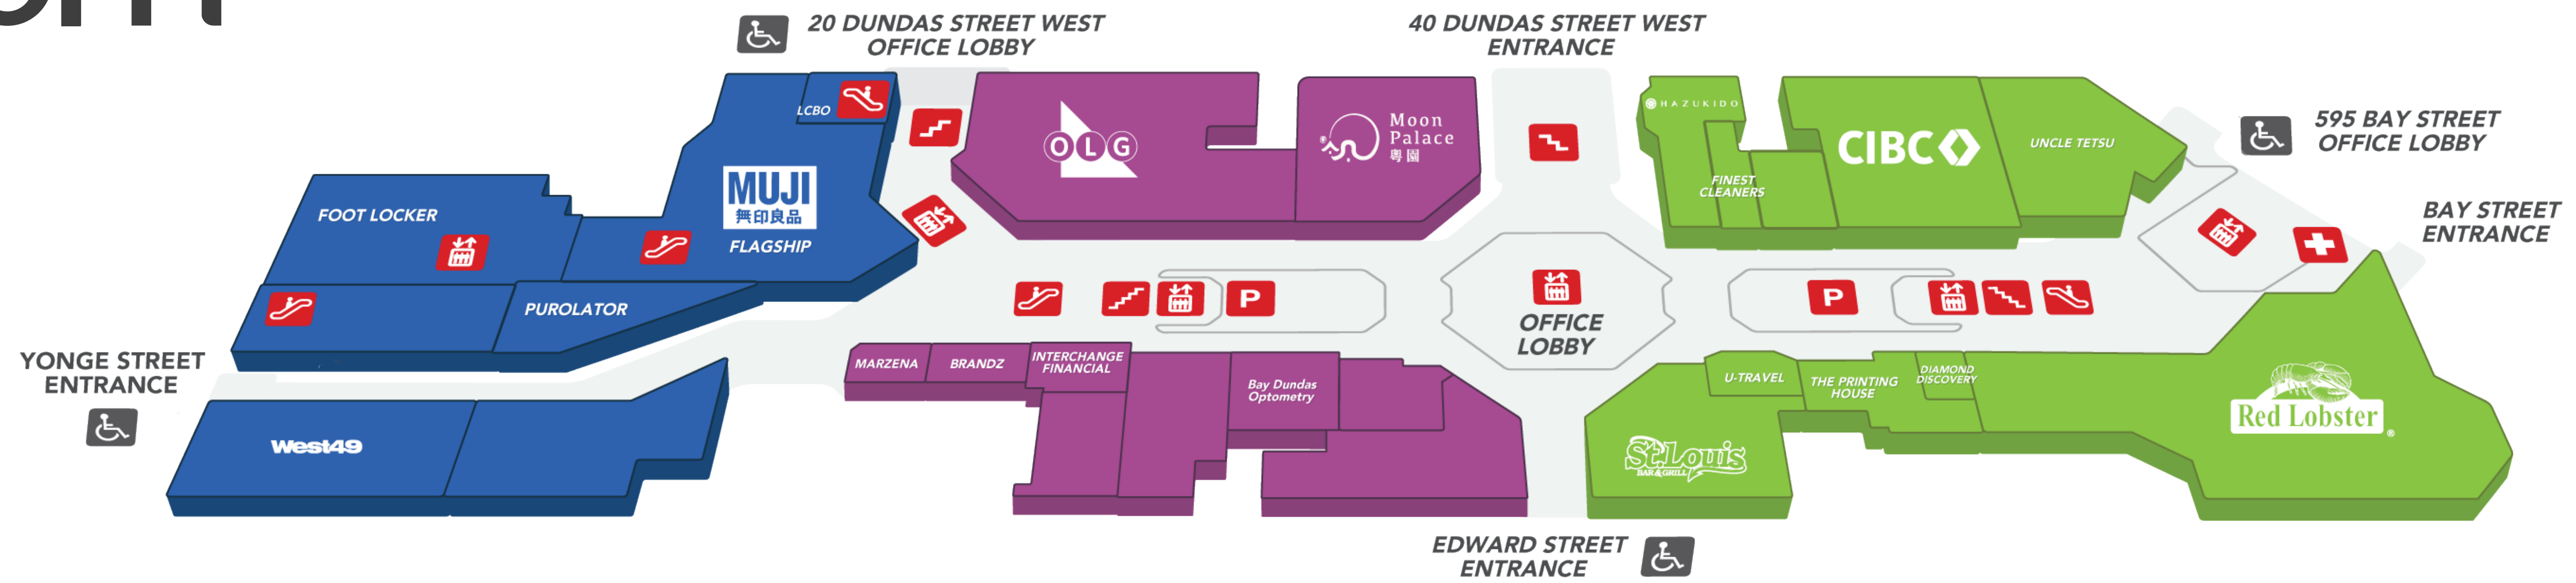 20 DUNDAS STREET WEST
OFFICE LOBBY
40 DUNDAS STREET WEST
ENTRANCE
LCBO
OLG
Moon
Palace
粤園
HAZUKIDO
CIBC
UNCLE TETSU
595 BAY STREET
OFFICE LOBBY
FOOT LOCKER
MUJI
無印良品
FLAGSHIP
FINEST
CLEANERS
BAY STREET
ENTRANCE
PUROLATOR
P
P
OFFICE
LOBBY
YONGE STREET
ENTRANCE
MARZENA
BRANDZ
INTERCHANGE
FINANCIAL
Bay Dundas
Optometry
U-TRAVEL
THE PRINTING
HOUSE
DIAMOND
DISCOVERY
Red Lobster®
West49
St.Louis
BAR & GRILL
EDWARD STREET
ENTRANCE